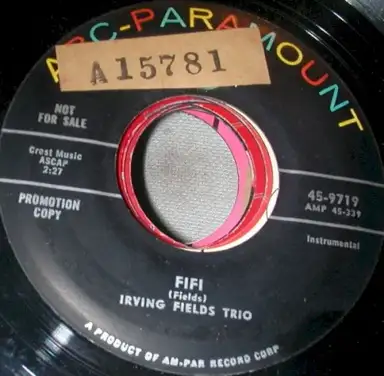 ABC-PARAMOUNT
A15781
NOT
FOR SALE
Crest Music
ASCAP
2:27
PROMOTION
COPY
45-9719
AMP 45-339
Instrumental
FIFI
(Fields)
IRVING FIELDS TRIO
A PRODUCT OF AM-PAR RECORD CORP